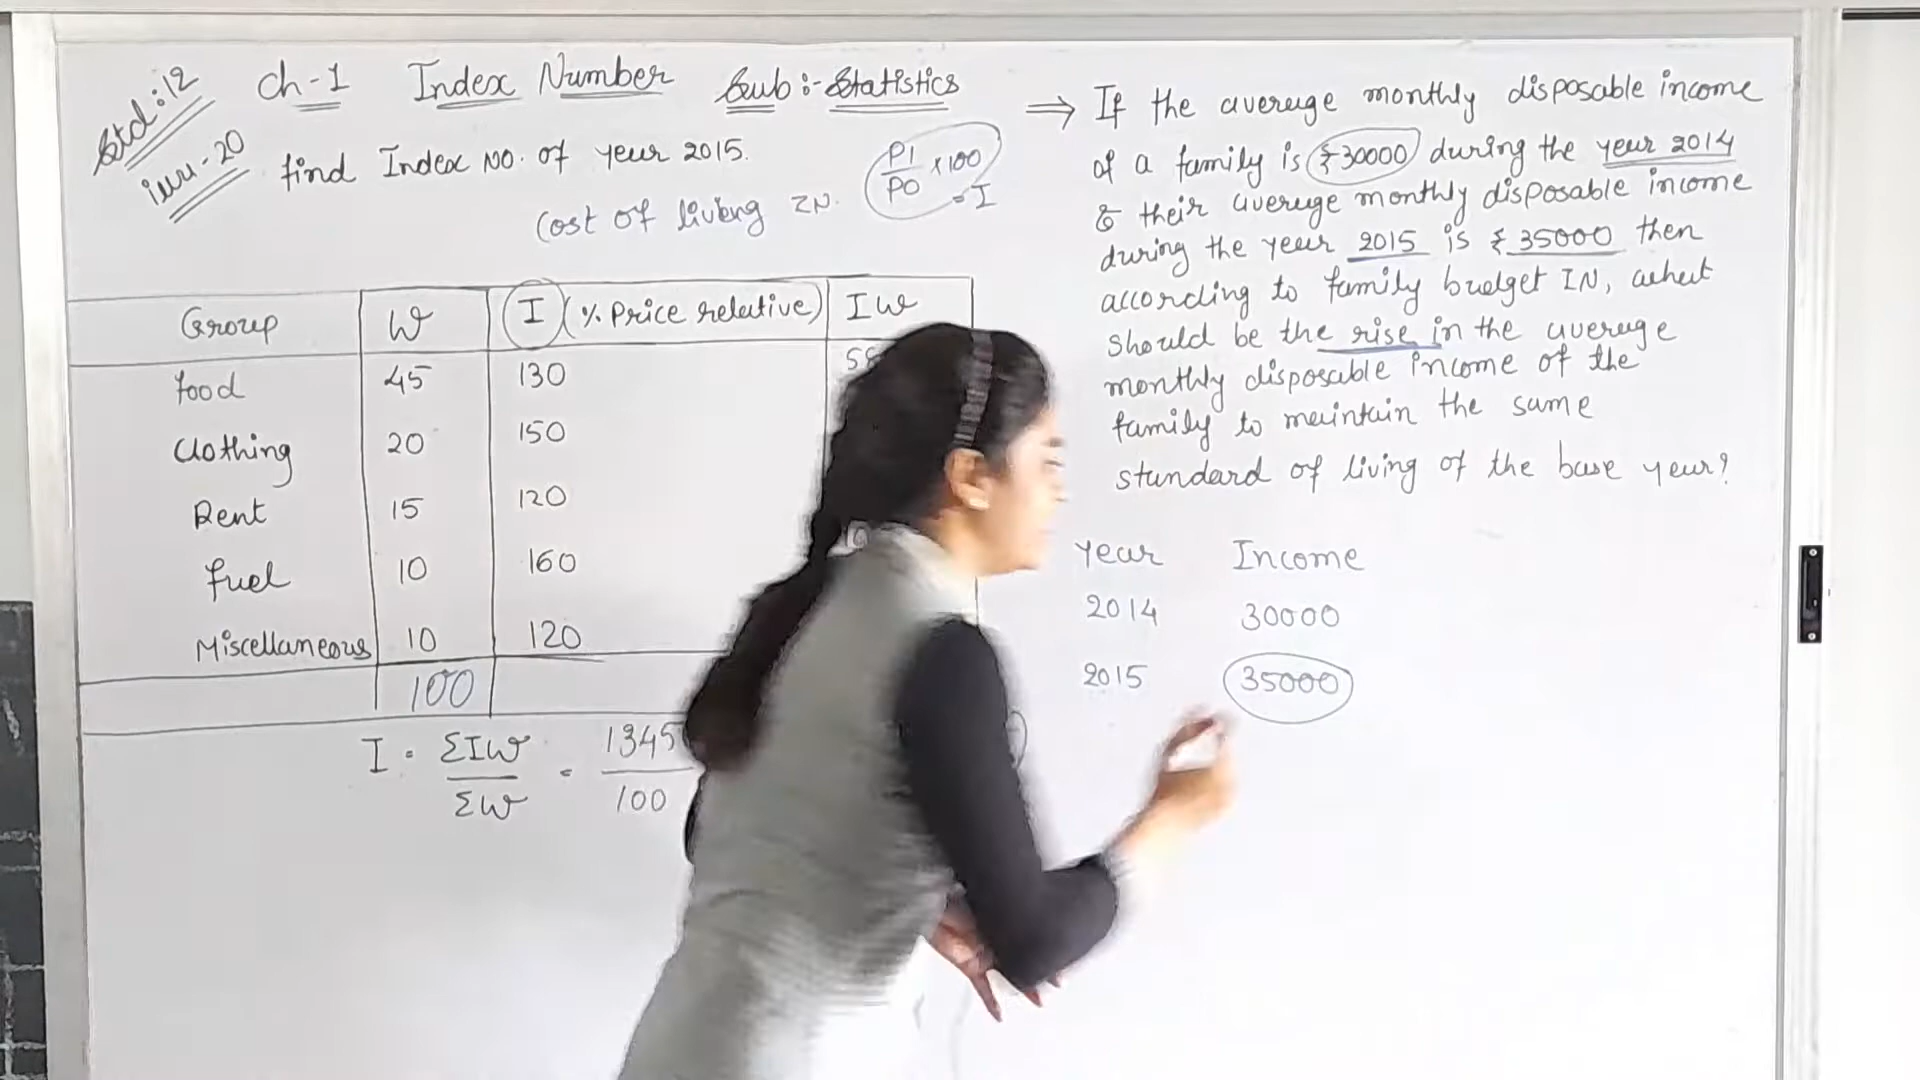 Std:12
imu-20
Ch-1 Index Number Sub:-Statistics
find Index NO. of year 2015.
Cost of living IN.
P1/P0 × 100 = I
Group W I (% Price relative) IW
food 45 130
Clothing 20 150
Rent 15 120
fuel 10 160
Miscellaneous 10 120
100
I = ΣIW/ΣW = 1345/100
⇒ If the average monthly disposable income
of a family is ₹30000 during the year 2014
& their average monthly disposable income
during the year 2015 is ₹35000 then
according to family budget IN, what
should be the rise in the average
monthly disposable income of the
family to maintain the same
standard of living of the base year?
Year Income
2014 30000
2015 35000